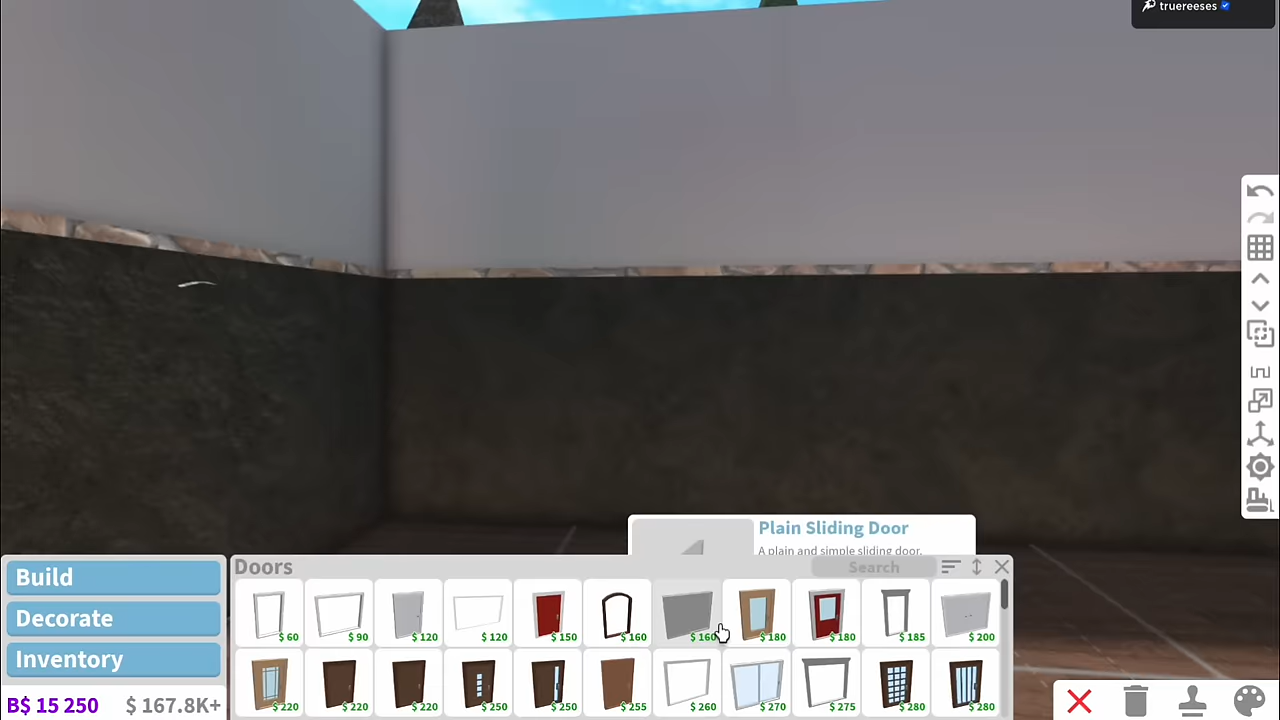 truereeses
Plain Sliding Door
A plain and simple sliding door.
Doors
Search
Build
Decorate
Inventory
B$ 15 250 $ 167.8K+
$ 60 $ 90 $ 120 $ 120 $ 150 $ 160 $ 160 $ 180 $ 180 $ 185 $ 200
$ 220 $ 220 $ 220 $ 250 $ 250 $ 255 $ 260 $ 270 $ 275 $ 280 $ 280